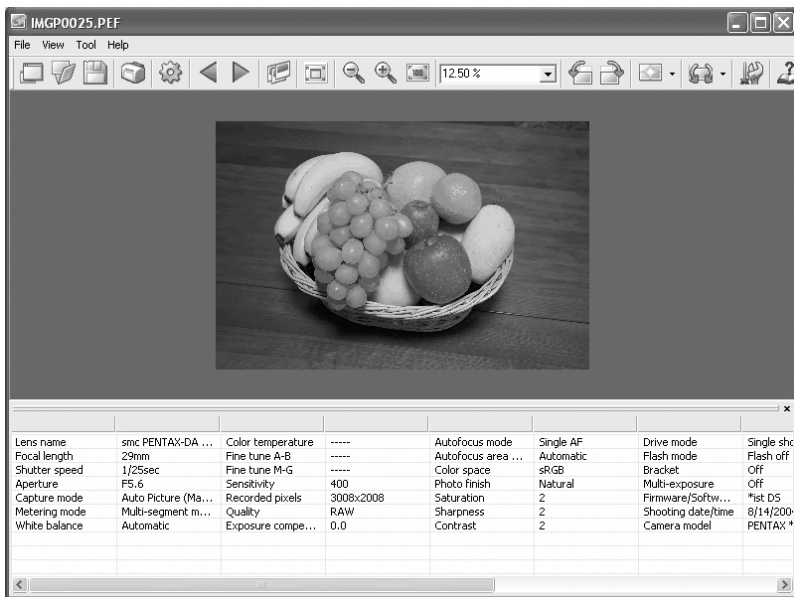 IMGP0025.PEF
File View Tool Help
100 12.50 %
Lens name smc PENTAX-DA ... Color temperature ----- Autofocus mode Single AF Drive mode Single sho
Focal length 29mm Fine tune A-B ----- Autofocus area ... Automatic Flash mode Flash off
Shutter speed 1/25sec Fine tune M-G ----- Color space sRGB Bracket Off
Aperture F5.6 Sensitivity 400 Photo finish Natural Multi-exposure Off
Capture mode Auto Picture (Ma... Recorded pixels 3008x2008 Saturation 2 Firmware/Softw... *ist DS
Metering mode Multi-segment m... Quality RAW Sharpness 2 Shooting date/time 8/14/200
White balance Automatic Exposure compe... 0.0 Contrast 2 Camera model PENTAX *